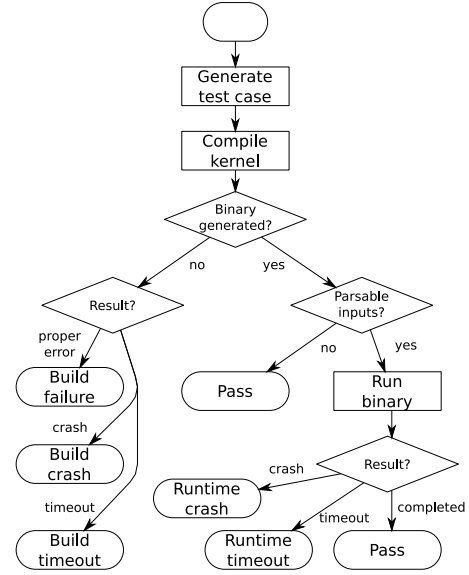 Generate
test case
Compile
kernel
Binary
generated?
no
yes
Result?
Parsable
inputs?
proper
error
no
yes
Build
failure
Pass
Run
binary
crash
Build
crash
Result?
crash
Runtime
crash
timeout
timeout
completed
Build
timeout
Runtime
timeout
Pass